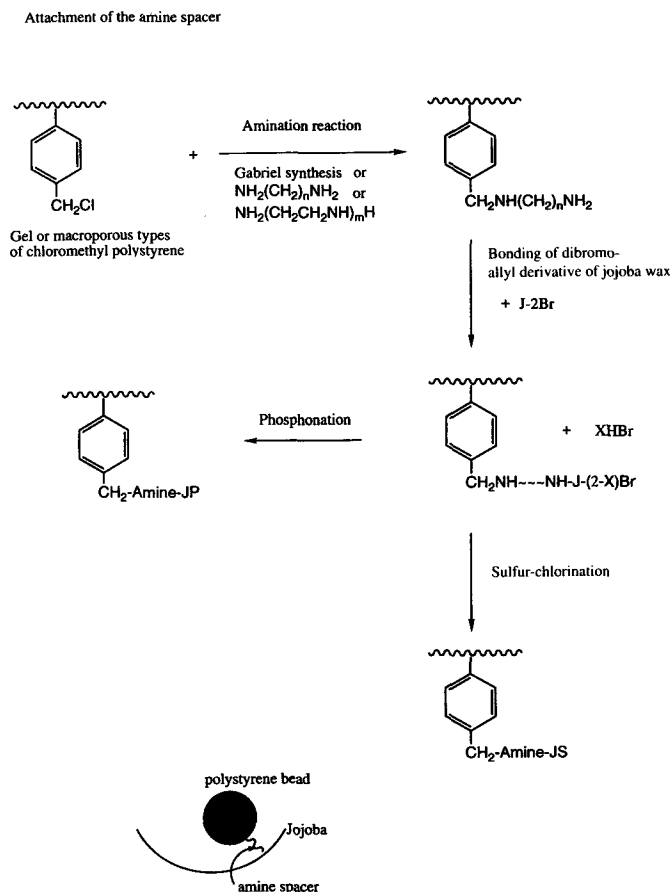 Attachment of the amine spacer
Amination reaction
+
Gabriel synthesis or
NH₂(CH₂)ₙNH₂ or
NH₂(CH₂CH₂NH)ₘH
CH₂Cl
CH₂NH(CH₂)ₙNH₂
Gel or macroporous types
of chloromethyl polystyrene
Bonding of dibromo-
allyl derivative of jojoba wax
+ J-2Br
Phosphonation
+ XHBr
CH₂-Amine-JP
CH₂NH~~~NH-J-(2-X)Br
Sulfur-chlorination
CH₂-Amine-JS
polystyrene bead
Jojoba
amine spacer